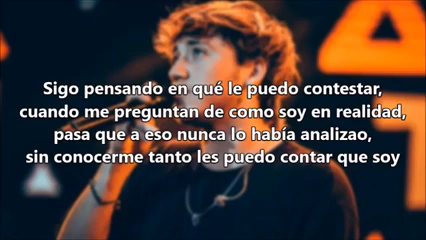 Sigo pensando en qué le puedo contestar,
cuando me preguntan de como soy en realidad,
pasa que a eso nunca lo había analizao,
sin conocerme tanto les puedo contar que soy